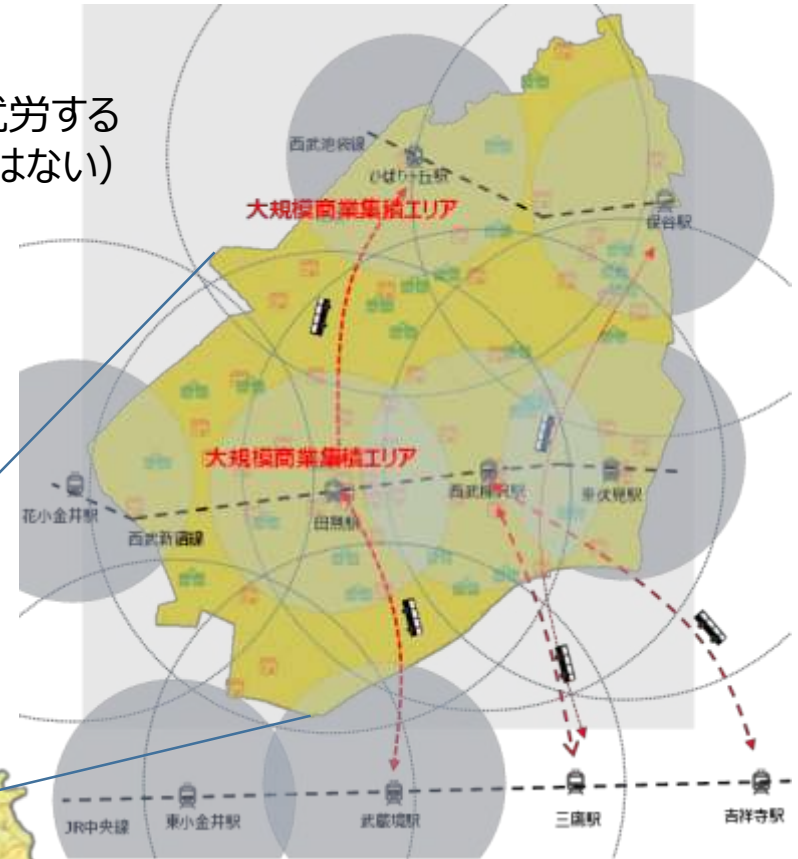 就労する
はない）
西武池袋線
ひばりヶ丘駅
大規模商業集積エリア
保谷駅
大規模商業集積エリア
西武柳沢駅
東伏見駅
花小金井駅
田無駅
西武新宿線
JR中央線
東小金井駅
武蔵境駅
三鷹駅
吉祥寺駅